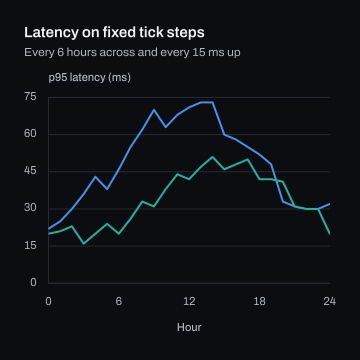 Latency on fixed tick steps
Every 6 hours across and every 15 ms up
p95 latency (ms)
75
60
45
30
15
0
0 6 12 18 24
Hour